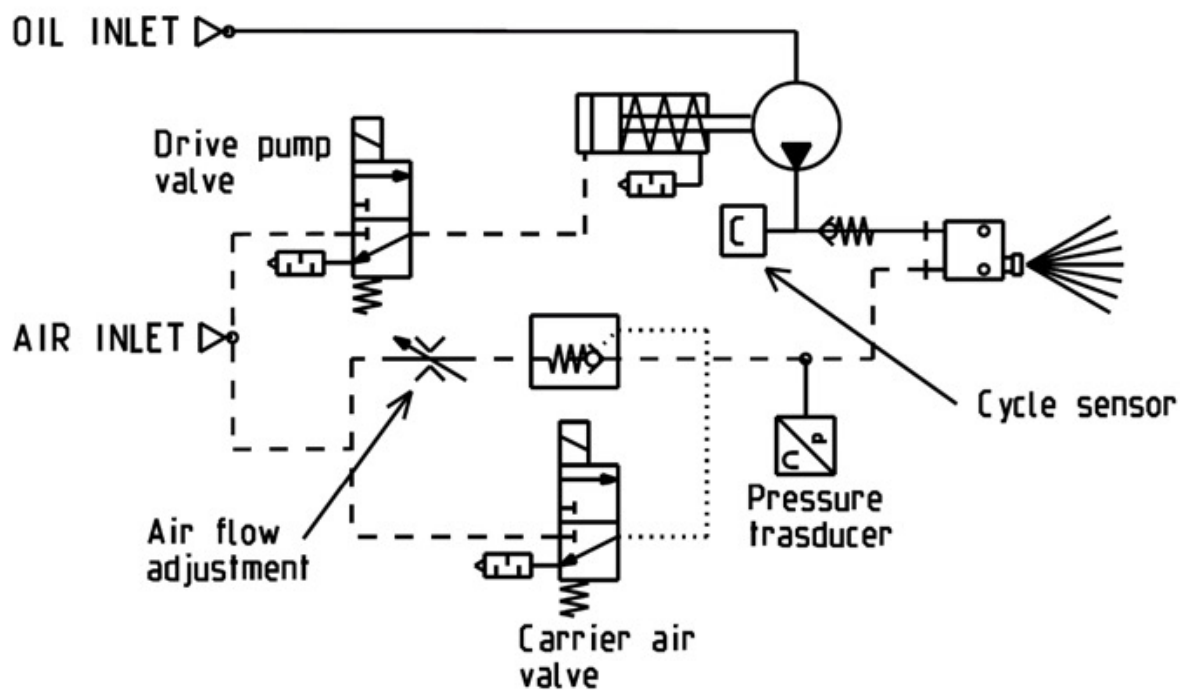 OIL INLET
Drive pump
valve
C
AIR INLET
Cycle sensor
P
U
Pressure
trasducer
Air flow
adjustment
Carrier air
valve